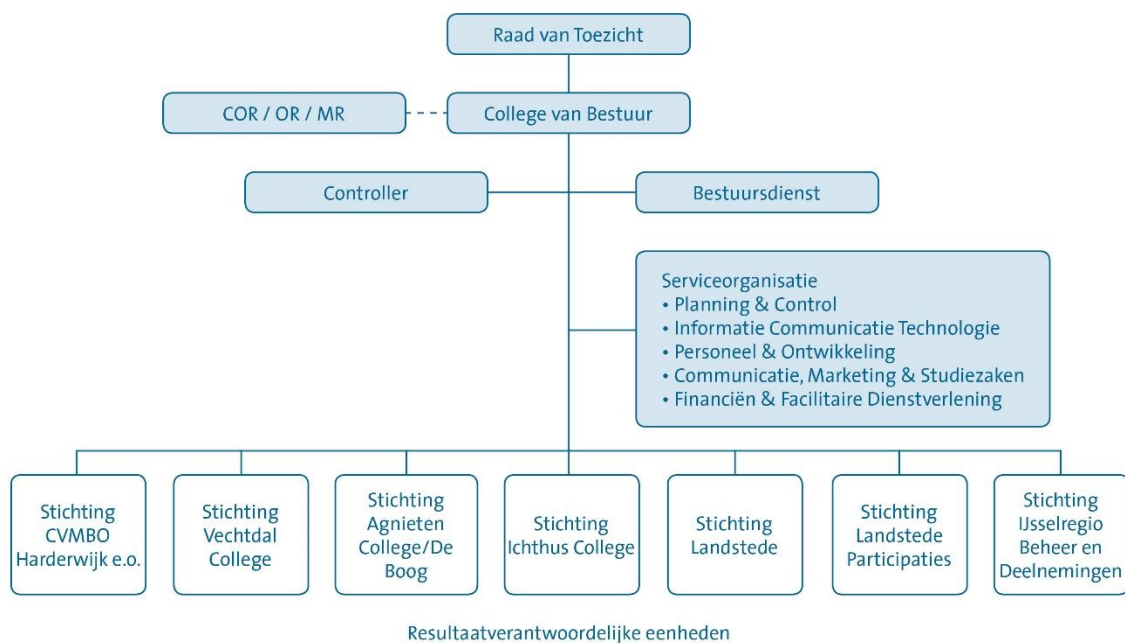 Raad van Toezicht
COR / OR / MR
College van Bestuur
Controller
Bestuursdienst
Serviceorganisatie
• Planning & Control
• Informatie Communicatie Technologie
• Personeel & Ontwikkeling
• Communicatie, Marketing & Studiezaken
• Financiën & Facilitaire Dienstverlening
Stichting
CVMBO
Harderwijk e.o.
Stichting
Vechtdal
College
Stichting
Agnieten
College/De
Boog
Stichting
Ichthus College
Stichting
Landstede
Stichting
Landstede
Participaties
Stichting
IJsselregio
Beheer en
Deelnemingen
Resultaatverantwoordelijke eenheden